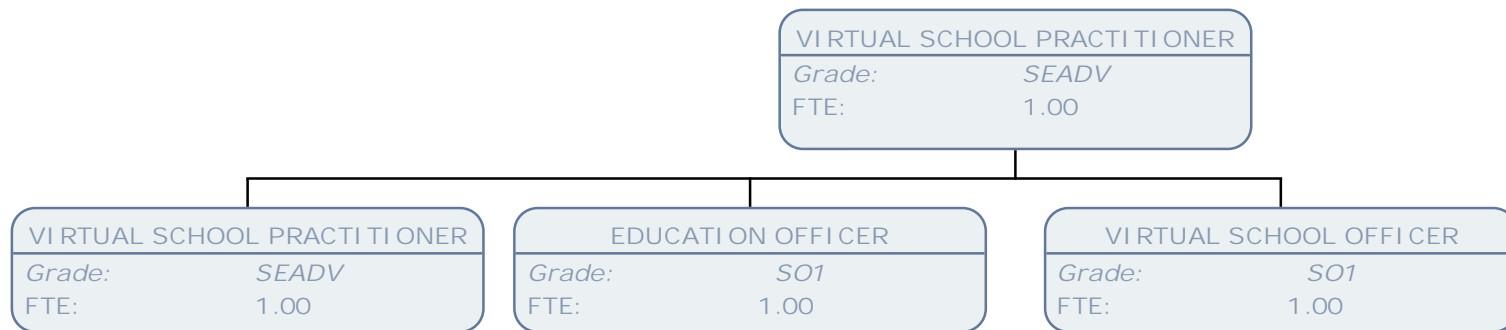 VIRTUAL SCHOOL PRACTITIONER
Grade: SEADV
FTE: 1.00
VIRTUAL SCHOOL PRACTITIONER
Grade: SEADV
FTE: 1.00
EDUCATION OFFICER
Grade: SO1
FTE: 1.00
VIRTUAL SCHOOL OFFICER
Grade: SO1
FTE: 1.00